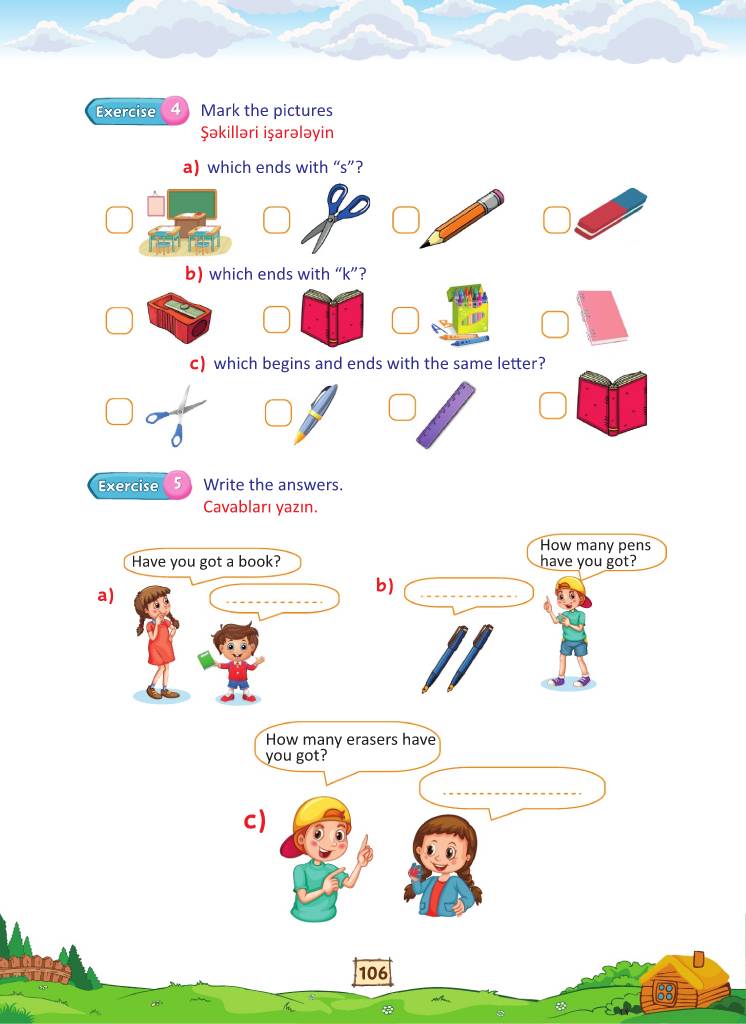 Exercise 4 Mark the pictures
Şəkilləri işarələyin
a) which ends with “s”?
b) which ends with “k”?
c) which begins and ends with the same letter?
Exercise 5 Write the answers.
Cavabları yazın.
a)
Have you got a book?
b)
How many pens
have you got?
c)
How many erasers have
you got?
106